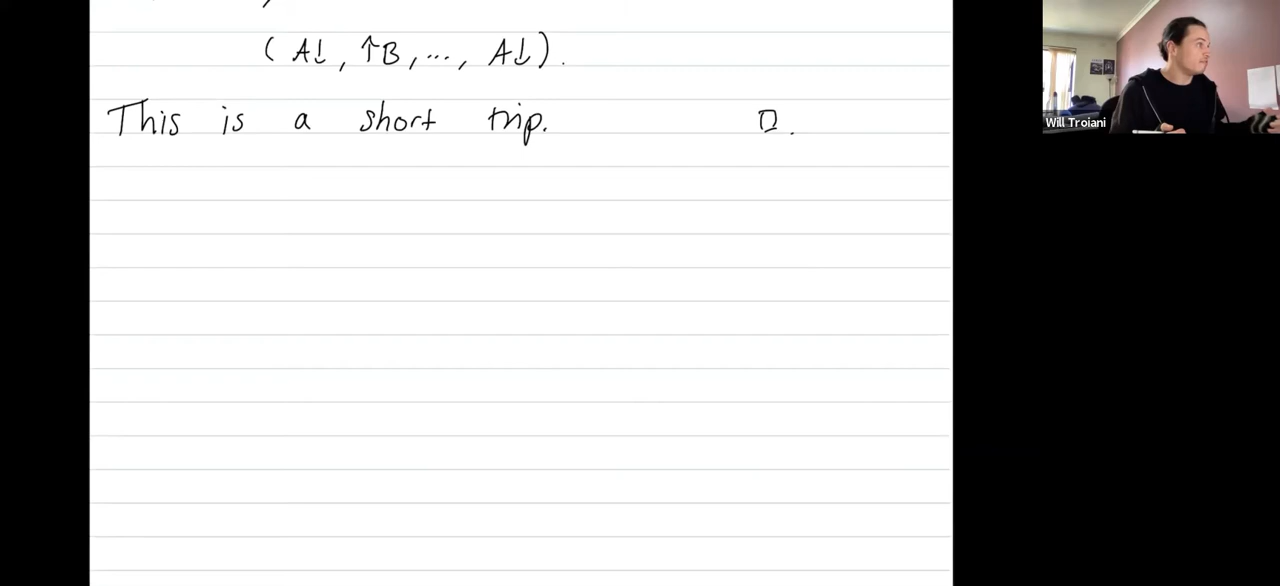 ( A↓, ↑B, ..., A↓).
This is a short trip. □.
Will Troiani